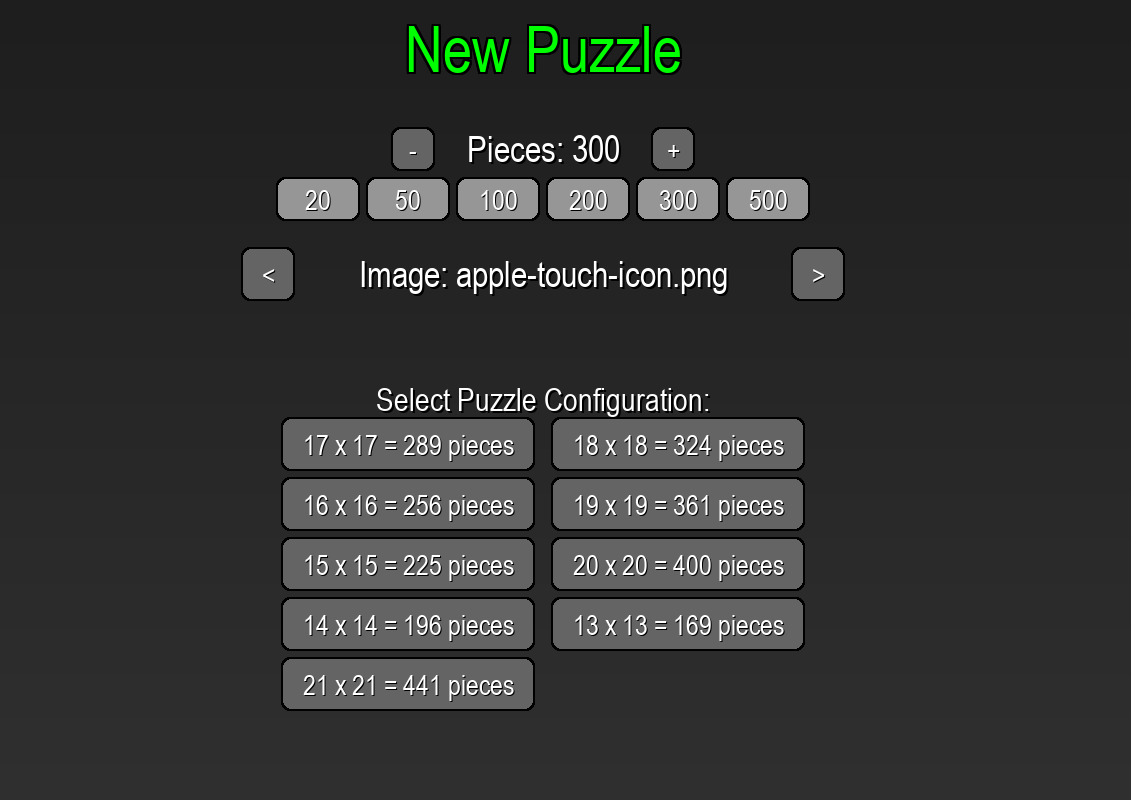 New Puzzle
- Pieces: 300 +
20 50 100 200 300 500
< Image: apple-touch-icon.png >
Select Puzzle Configuration:
17 x 17 = 289 pieces 18 x 18 = 324 pieces
16 x 16 = 256 pieces 19 x 19 = 361 pieces
15 x 15 = 225 pieces 20 x 20 = 400 pieces
14 x 14 = 196 pieces 13 x 13 = 169 pieces
21 x 21 = 441 pieces